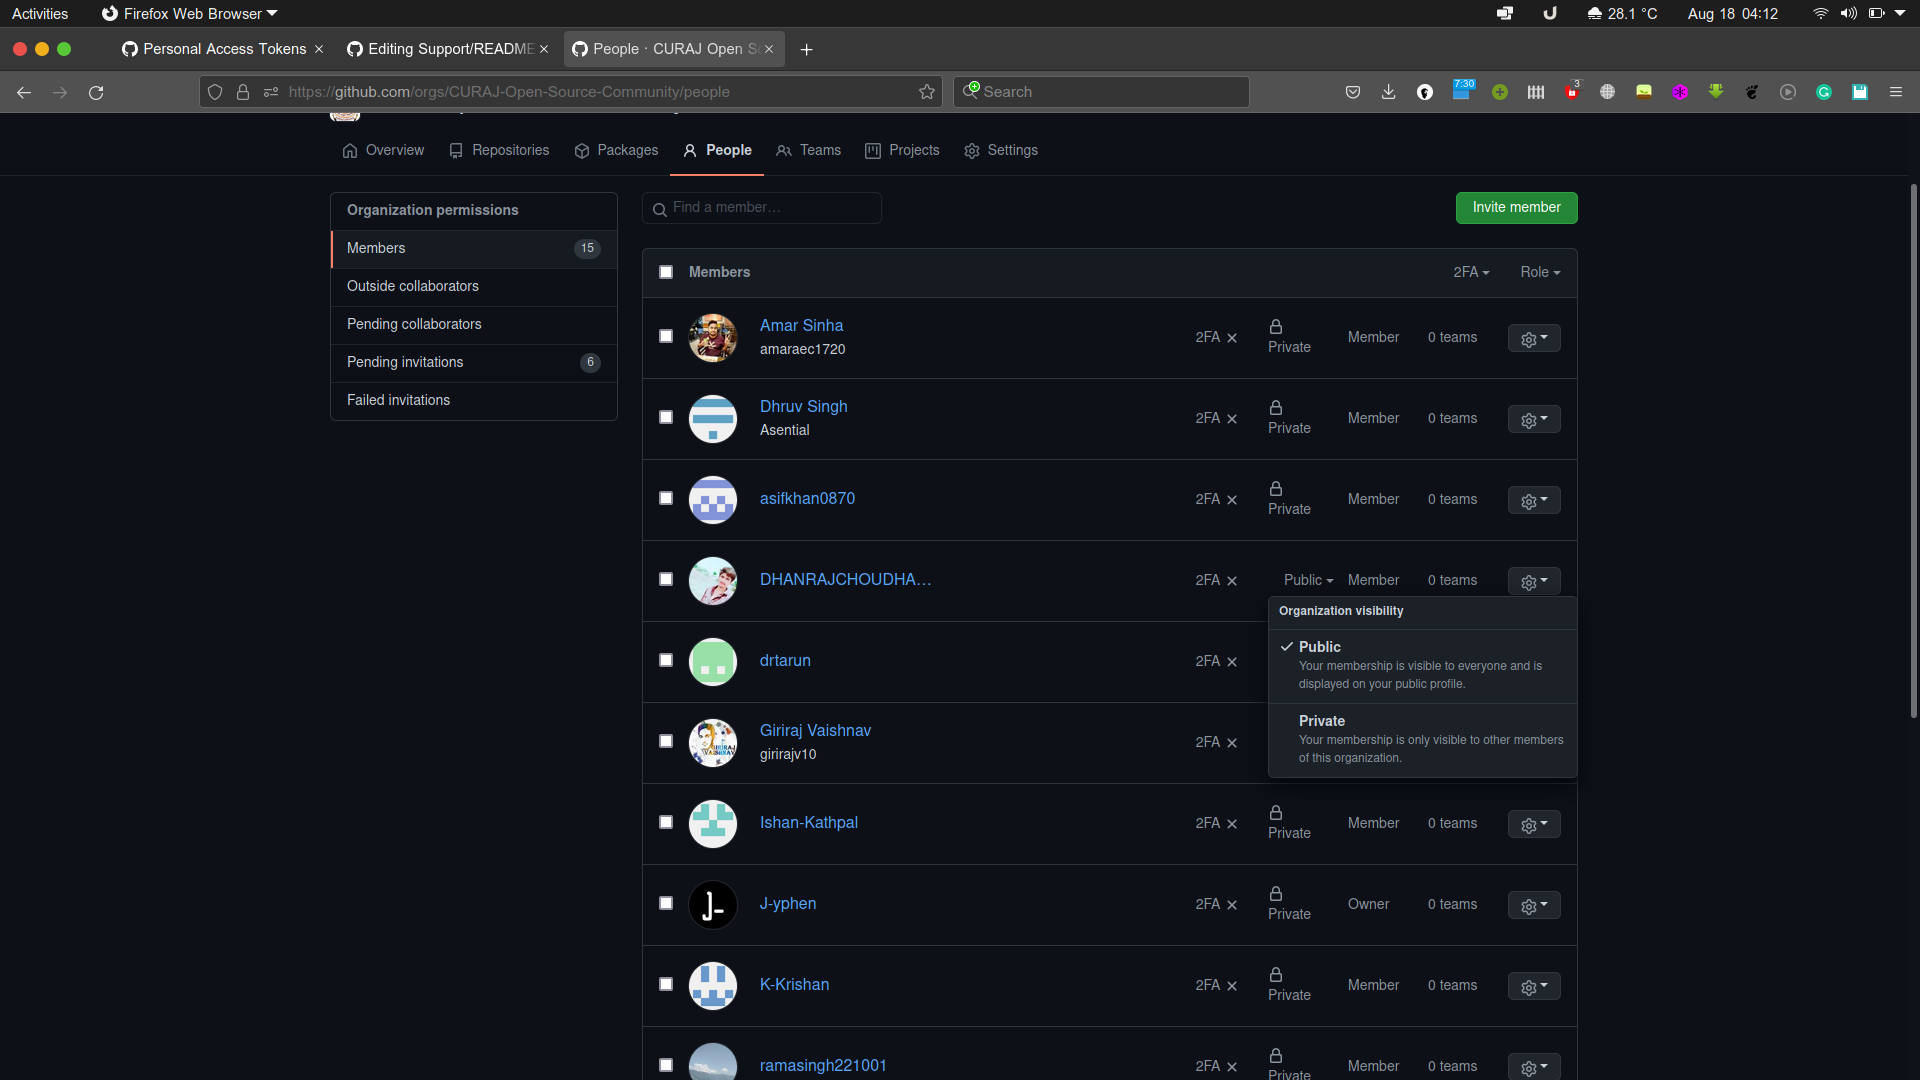 Activities
Firefox Web Browser
28.1 °C
Aug 18 04:12
Personal Access Tokens
Editing Support/README
People · CURAJ Open So
https://github.com/orgs/CURAJ-Open-Source-Community/people
Search
7:30
3
Overview
Repositories
Packages
People
Teams
Projects
Settings
Organization permissions
Members 15
Outside collaborators
Pending collaborators
Pending invitations 6
Failed invitations
Find a member…
Invite member
Members 2FA Role
Amar Sinha
amaraec1720
2FA Private Member 0 teams
Dhruv Singh
Asential
2FA Private Member 0 teams
asifkhan0870
2FA Private Member 0 teams
DHANRAJCHOUDHA…
2FA Public Member 0 teams
Organization visibility
Public
Your membership is visible to everyone and is
displayed on your public profile.
Private
Your membership is only visible to other members
of this organization.
drtarun
2FA
Giriraj Vaishnav
girirajv10
2FA
Ishan-Kathpal
2FA Private Member 0 teams
J-yphen
2FA Private Owner 0 teams
K-Krishan
2FA Private Member 0 teams
ramasingh221001
2FA Private Member 0 teams